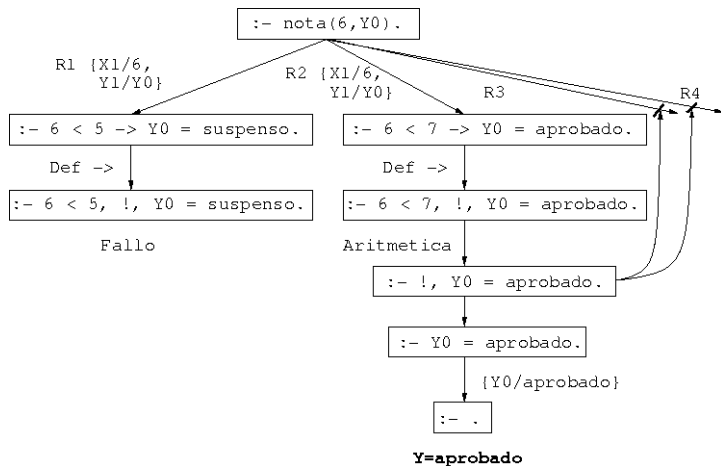 :- nota(6,Y0).
R1 {X1/6,
Y1/Y0}
R2 {X1/6,
Y1/Y0}
R3
R4
:- 6 < 5 -> Y0 = suspenso.
:- 6 < 7 -> Y0 = aprobado.
Def ->
Def ->
:- 6 < 5, !, Y0 = suspenso.
:- 6 < 7, !, Y0 = aprobado.
Fallo
Aritmetica
:- !, Y0 = aprobado.
:- Y0 = aprobado.
{Y0/aprobado}
:- .
Y=aprobado